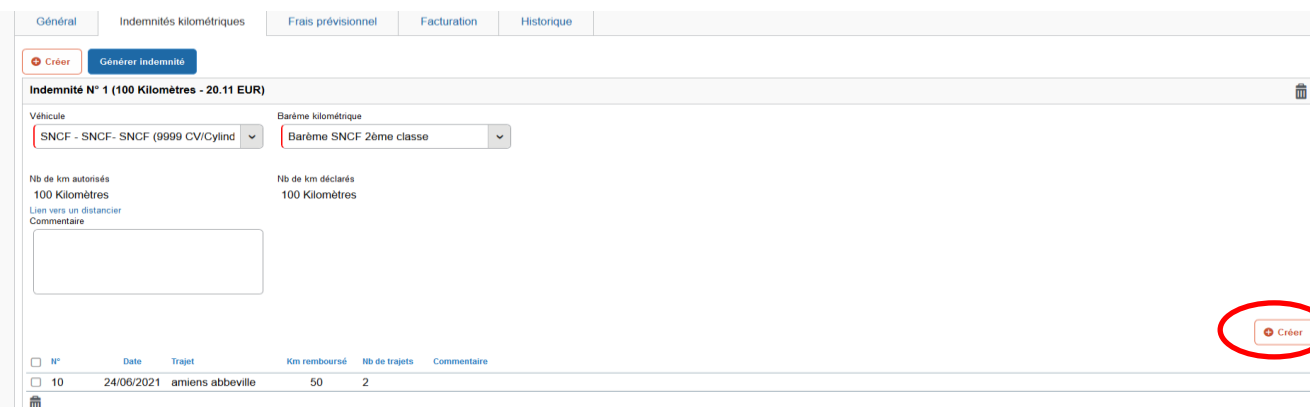 Général Indemnités kilométriques Frais prévisionnel Facturation Historique
Créer Générer indemnité
Indemnité N° 1 (100 Kilomètres - 20.11 EUR)
Véhicule Barème kilométrique
SNCF - SNCF- SNCF (9999 CV/Cylind Barème SNCF 2ème classe
Nb de km autorisés Nb de km déclarés
100 Kilomètres 100 Kilomètres
Lien vers un distancier
Commentaire
Créer
N° Date Trajet Km remboursé Nb de trajets Commentaire
10 24/06/2021 amiens abbeville 50 2